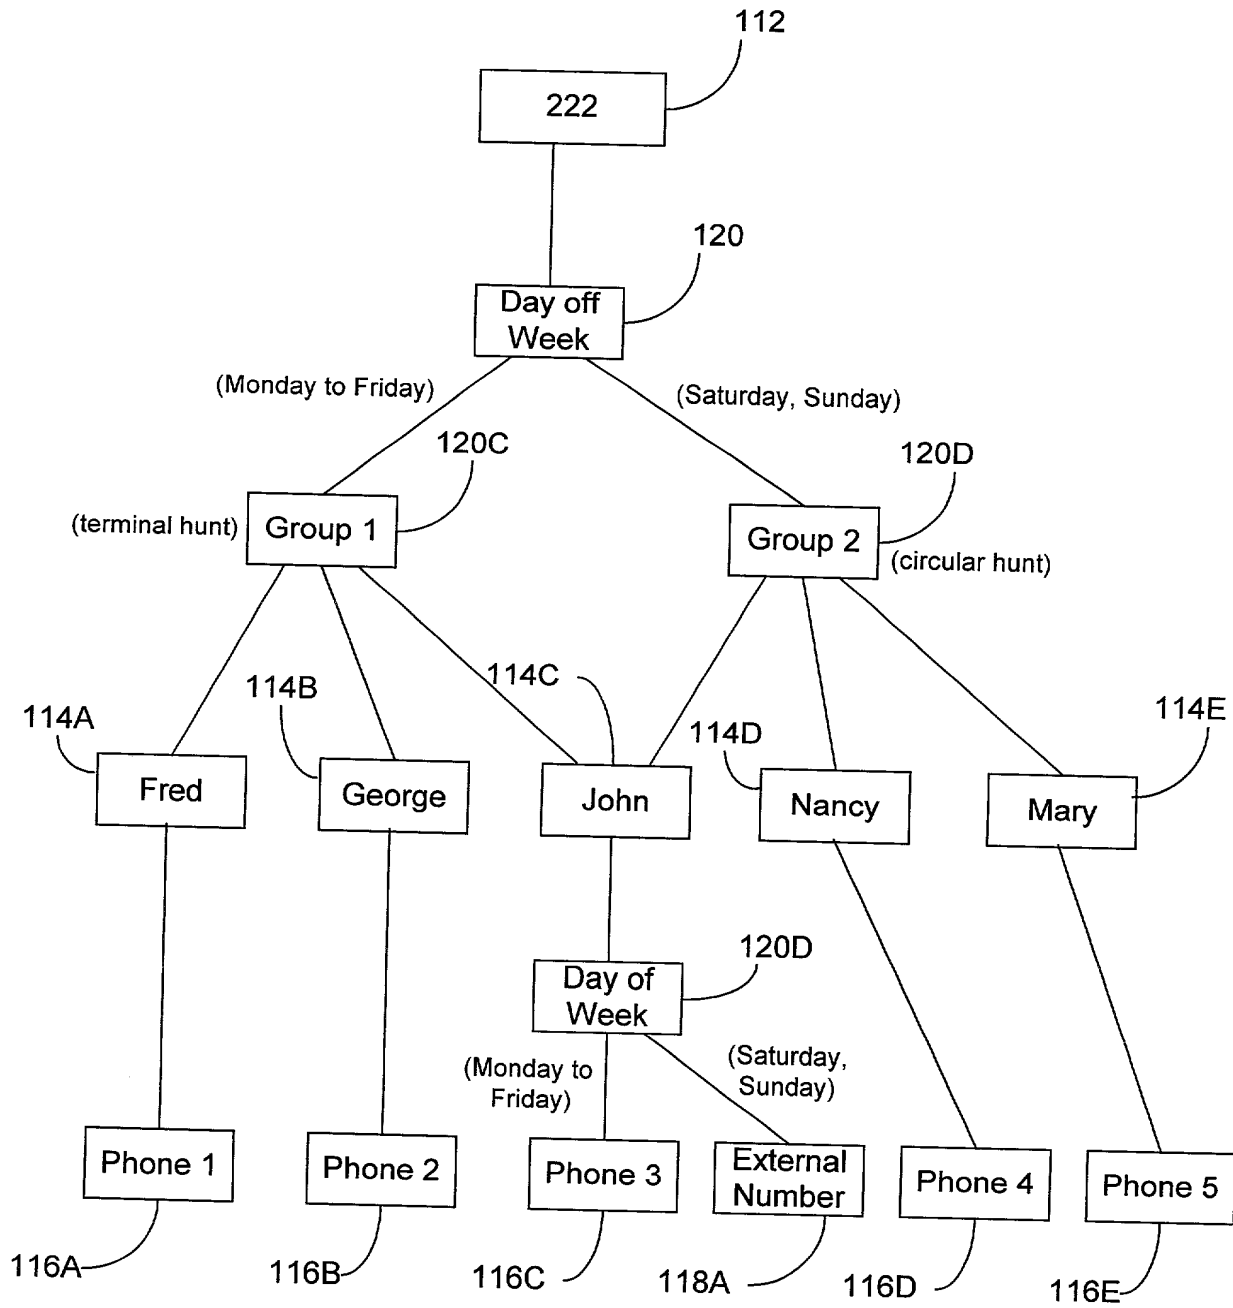 112
222
120
Day off
Week
(Monday to Friday)
(Saturday, Sunday)
120C
120D
(terminal hunt)
Group 1
Group 2
(circular hunt)
114A
114B
114C
114D
114E
Fred
George
John
Nancy
Mary
120D
Day of
Week
(Monday to
Friday)
(Saturday,
Sunday)
Phone 1
Phone 2
Phone 3
External
Number
Phone 4
Phone 5
116A
116B
116C
118A
116D
116E